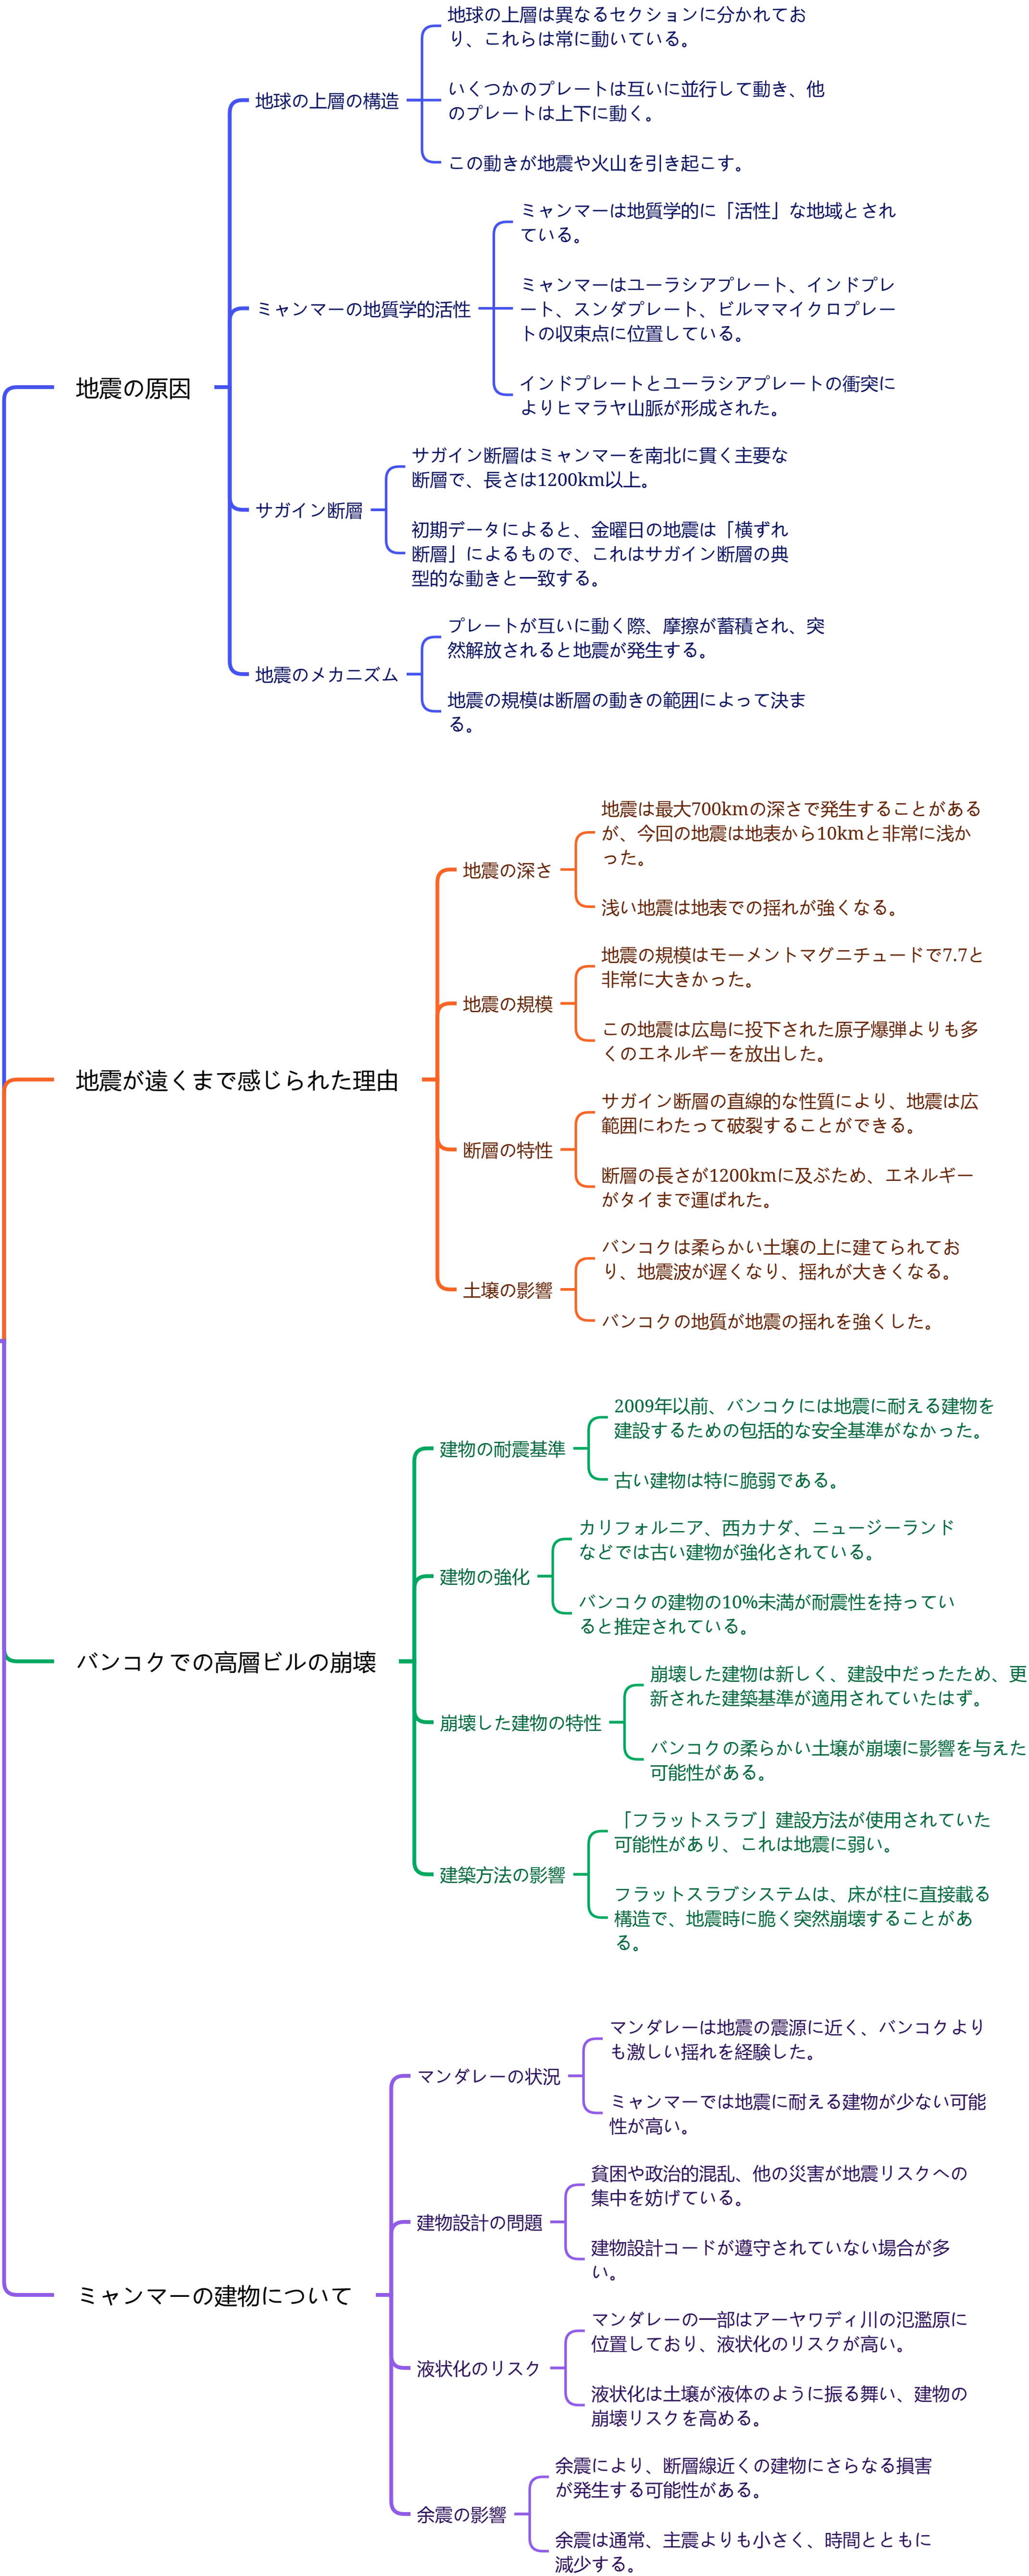 地震の原因
地球の上層の構造
地球の上層は異なるセクションに分かれてお
り、これらは常に動いている。
いくつかのプレートは互いに並行して動き、他
のプレートは上下に動く。
この動きが地震や火山を引き起こす。
ミャンマーの地質学的活性
ミャンマーは地質学的に「活性」な地域とされ
ている。
ミャンマーはユーラシアプレート、インドプレ
ート、スンダプレート、ビルママイクロプレー
トの収束点に位置している。
インドプレートとユーラシアプレートの衝突に
よりヒマラヤ山脈が形成された。
サガイン断層
サガイン断層はミャンマーを南北に貫く主要な
断層で、長さは1200km以上。
初期データによると、金曜日の地震は「横ずれ
断層」によるもので、これはサガイン断層の典
型的な動きと一致する。
地震のメカニズム
プレートが互いに動く際、摩擦が蓄積され、突
然解放されると地震が発生する。
地震の規模は断層の動きの範囲によって決ま
る。
地震が遠くまで感じられた理由
地震の深さ
地震は最大700kmの深さで発生することがある
が、今回の地震は地表から10kmと非常に浅か
った。
浅い地震は地表での揺れが強くなる。
地震の規模
地震の規模はモーメントマグニチュードで7.7と
非常に大きかった。
この地震は広島に投下された原子爆弾よりも多
くのエネルギーを放出した。
断層の特性
サガイン断層の直線的な性質により、地震は広
範囲にわたって破裂することができる。
断層の長さが1200kmに及ぶため、エネルギー
がタイまで運ばれた。
土壌の影響
バンコクは柔らかい土壌の上に建てられてお
り、地震波が遅くなり、揺れが大きくなる。
バンコクの地質が地震の揺れを強くした。
バンコクでの高層ビルの崩壊
建物の耐震基準
2009年以前、バンコクには地震に耐える建物を
建設するための包括的な安全基準がなかった。
古い建物は特に脆弱である。
建物の強化
カリフォルニア、西カナダ、ニュージーランド
などでは古い建物が強化されている。
バンコクの建物の10%未満が耐震性を持ってい
ると推定されている。
崩壊した建物の特性
崩壊した建物は新しく、建設中だったため、更
新された建築基準が適用されていたはず。
バンコクの柔らかい土壌が崩壊に影響を与えた
可能性がある。
建築方法の影響
「フラットスラブ」建設方法が使用されていた
可能性があり、これは地震に弱い。
フラットスラブシステムは、床が柱に直接載る
構造で、地震時に脆く突然崩壊することがあ
る。
ミャンマーの建物について
マンダレーの状況
マンダレーは地震の震源に近く、バンコクより
も激しい揺れを経験した。
ミャンマーでは地震に耐える建物が少ない可能
性が高い。
建物設計の問題
貧困や政治的混乱、他の災害が地震リスクへの
集中を妨げている。
建物設計コードが遵守されていない場合が多
い。
液状化のリスク
マンダレーの一部はアーヤワディ川の氾濫原に
位置しており、液状化のリスクが高い。
液状化は土壌が液体のように振る舞い、建物の
崩壊リスクを高める。
余震の影響
余震により、断層線近くの建物にさらなる損害
が発生する可能性がある。
余震は通常、主震よりも小さく、時間とともに
減少する。